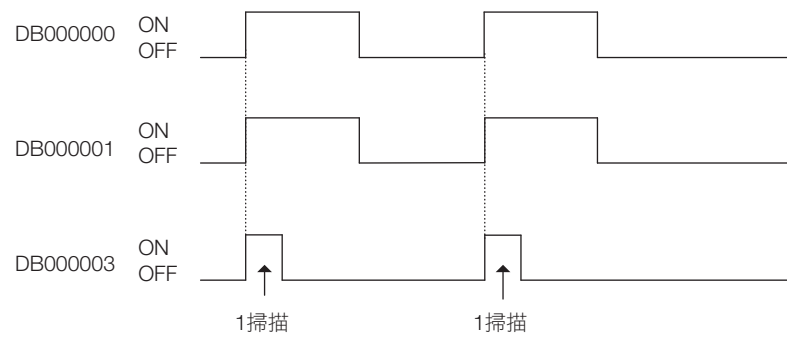 DB000000 ON
OFF
DB000001 ON
OFF
DB000003 ON
OFF
1掃描 1掃描